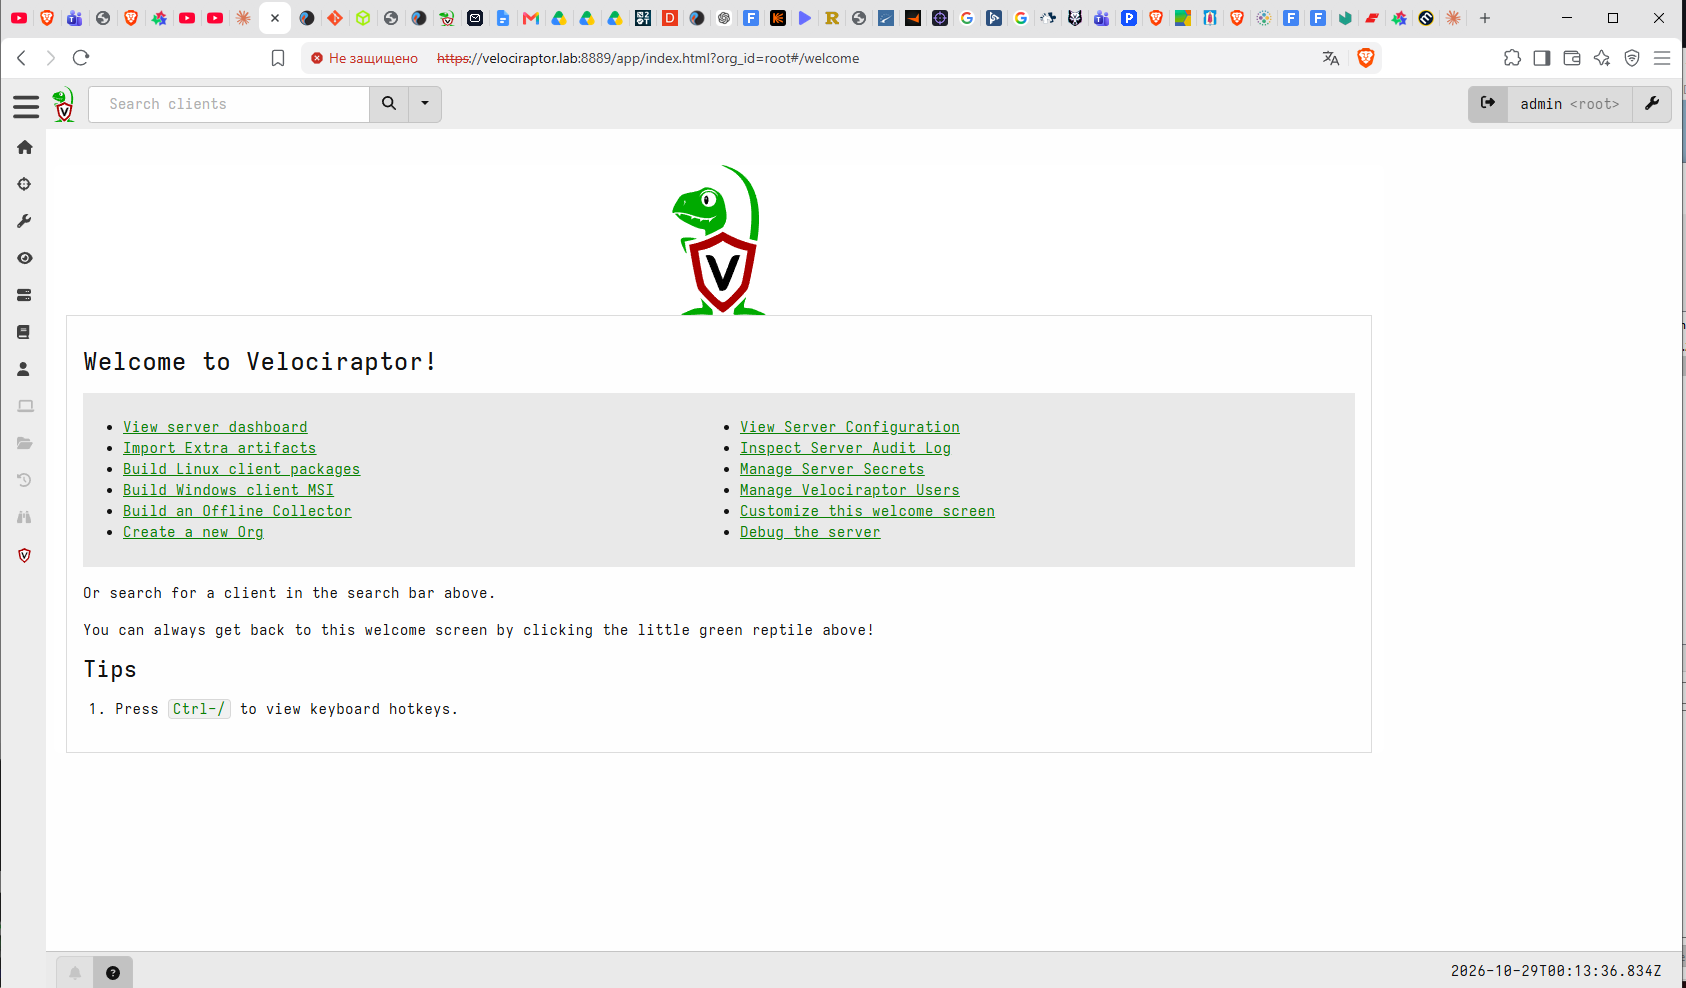 Не защищено https://velociraptor.lab:8889/app/index.html?org_id=root#/welcome
Search clients
admin <root>
V
Welcome to Velociraptor!
View server dashboard
Import Extra artifacts
Build Linux client packages
Build Windows client MSI
Build an Offline Collector
Create a new Org
View Server Configuration
Inspect Server Audit Log
Manage Server Secrets
Manage Velociraptor Users
Customize this welcome screen
Debug the server
Or search for a client in the search bar above.
You can always get back to this welcome screen by clicking the little green reptile above!
Tips
1. Press Ctrl-/ to view keyboard hotkeys.
2026-10-29T00:13:36.834Z